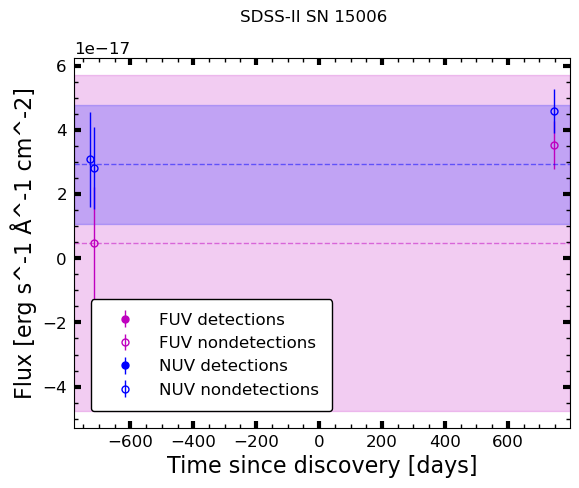 SDSS-II SN 15006
1e−17
6
4
2
0
−2
−4
Flux [erg s^-1 Å^-1 cm^-2]
FUV detections
FUV nondetections
NUV detections
NUV nondetections
−600 −400 −200 0 200 400 600
Time since discovery [days]